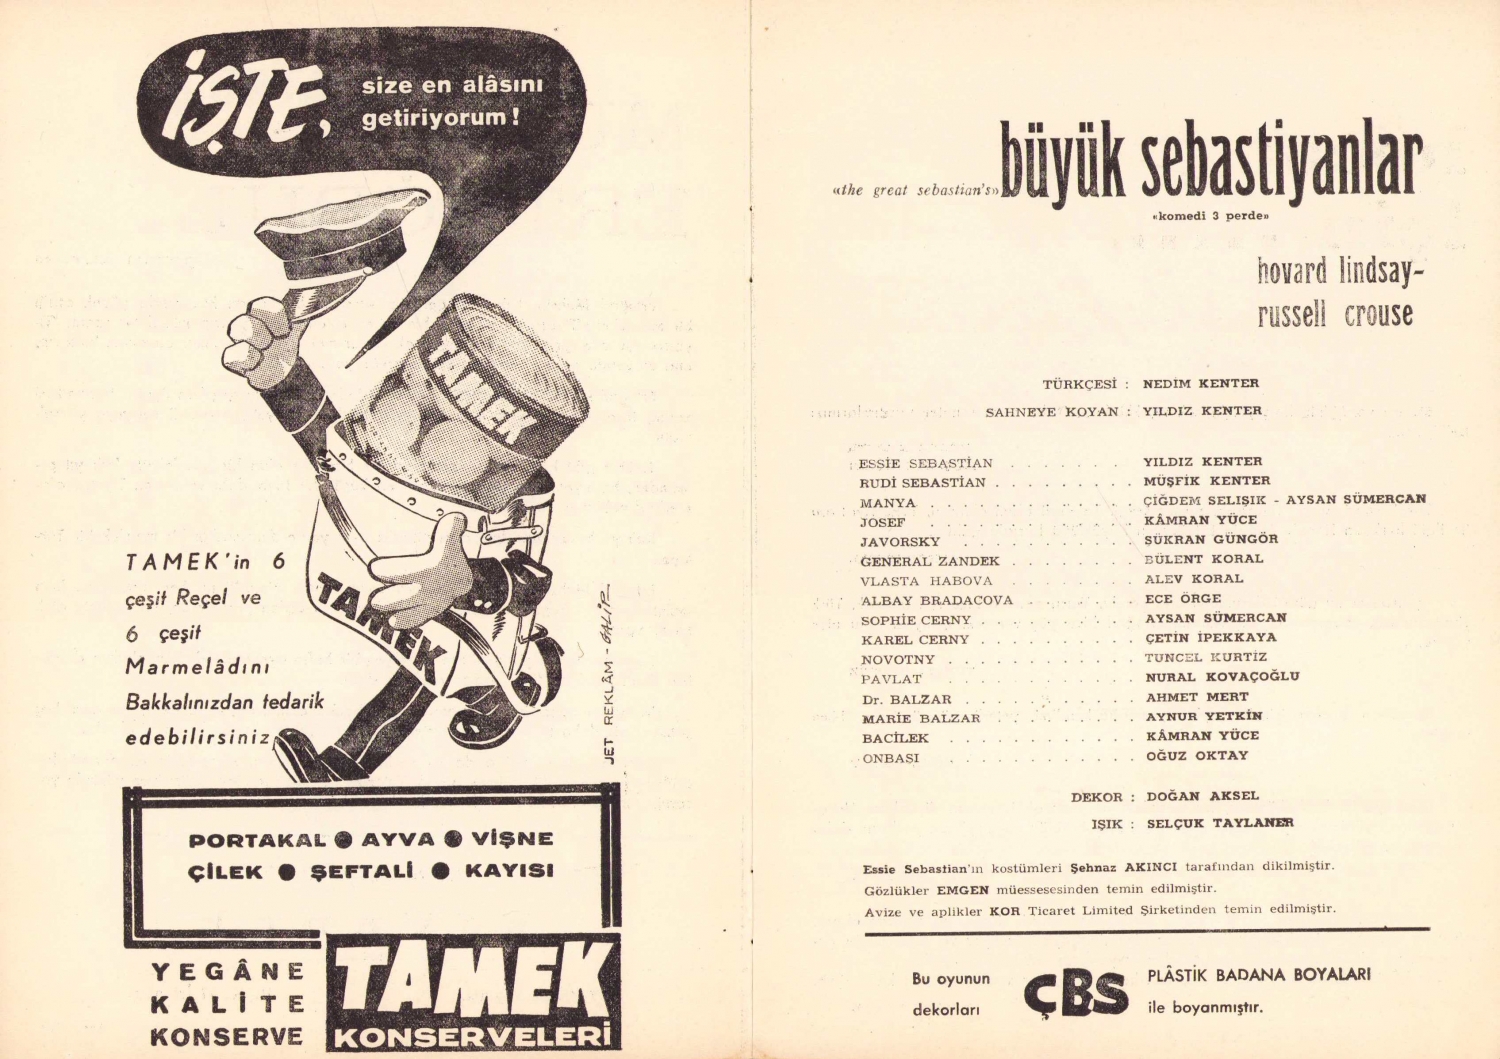 İŞTE,
size en alâsını
getiriyorum!
TAMEK
TAMEK
TAMEK'in 6
çeşit Reçel ve
6 çeşit
Marmelâdını
Bakkalınızdan tedarik
edebilirsiniz
JET REKLÂM - GALİP
PORTAKAL ● AYVA ● VİŞNE
ÇİLEK ● ŞEFTALİ ● KAYISI
YEGÂNE
KALİTE
KONSERVE
TAMEK
KONSERVELERİ
«the great sebastian's» büyük sebastiyanlar
«komedi 3 perde»
hovard lindsay-
russell crouse
TÜRKÇESİ : NEDİM KENTER
SAHNEYE KOYAN : YILDIZ KENTER
ESSİE SEBASTİAN . . . . . . . YILDIZ KENTER
RUDİ SEBASTİAN . . . . . . . . . MÜŞFİK KENTER
MANYA . . . . . . . . . . . . . ÇİĞDEM SELIŞIK - AYSAN SÜMERCAN
JOSEF . . . . . . . . . . . . KÂMRAN YÜCE
JAVORSKY . . . . . . . . . . ŞÜKRAN GÜNGÖR
GENERAL ZANDEK . . . . . . . . BÜLENT KORAL
VLASTA HABOVA . . . . . . . . ALEV KORAL
ALBAY BRADACOVA . . . . . . . ECE ÖRGE
SOPHİE CERNY . . . . . . . . . . AYSAN SÜMERCAN
KAREL CERNY . . . . . . . . . . ÇETİN İPEKKAYA
NOVOTNY . . . . . . . . . . . . TUNCEL KURTİZ
PAVLAT . . . . . . . . . . . . NURAL KOVAÇOĞLU
Dr. BALZAR . . . . . . . . . . . AHMET MERT
MARİE BALZAR . . . . . . . . . AYNUR YETKİN
BACİLEK . . . . . . . . . . . . KÂMRAN YÜCE
ONBASI . . . . . . . . . . . . OĞUZ OKTAY
DEKOR : DOĞAN AKSEL
IŞIK : SELÇUK TAYLANER
Essie Sebastian'ın kostümleri Şehnaz AKINCI tarafından dikilmiştir.
Gözlükler EMGEN müessesesinden temin edilmiştir.
Avize ve aplikler KOR Ticaret Limited Şirketinden temin edilmiştir.
Bu oyunun
dekorları
ÇBS
PLÂSTİK BADANA BOYALARI
ile boyanmıştır.